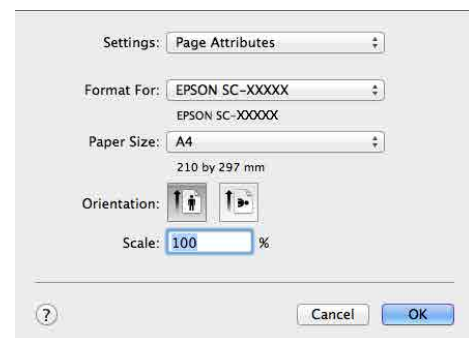 Settings: Page Attributes
Format For: EPSON SC-XXXXX
EPSON SC-XXXXX
Paper Size: A4
210 by 297 mm
Orientation:
Scale: 100 %
? Cancel OK